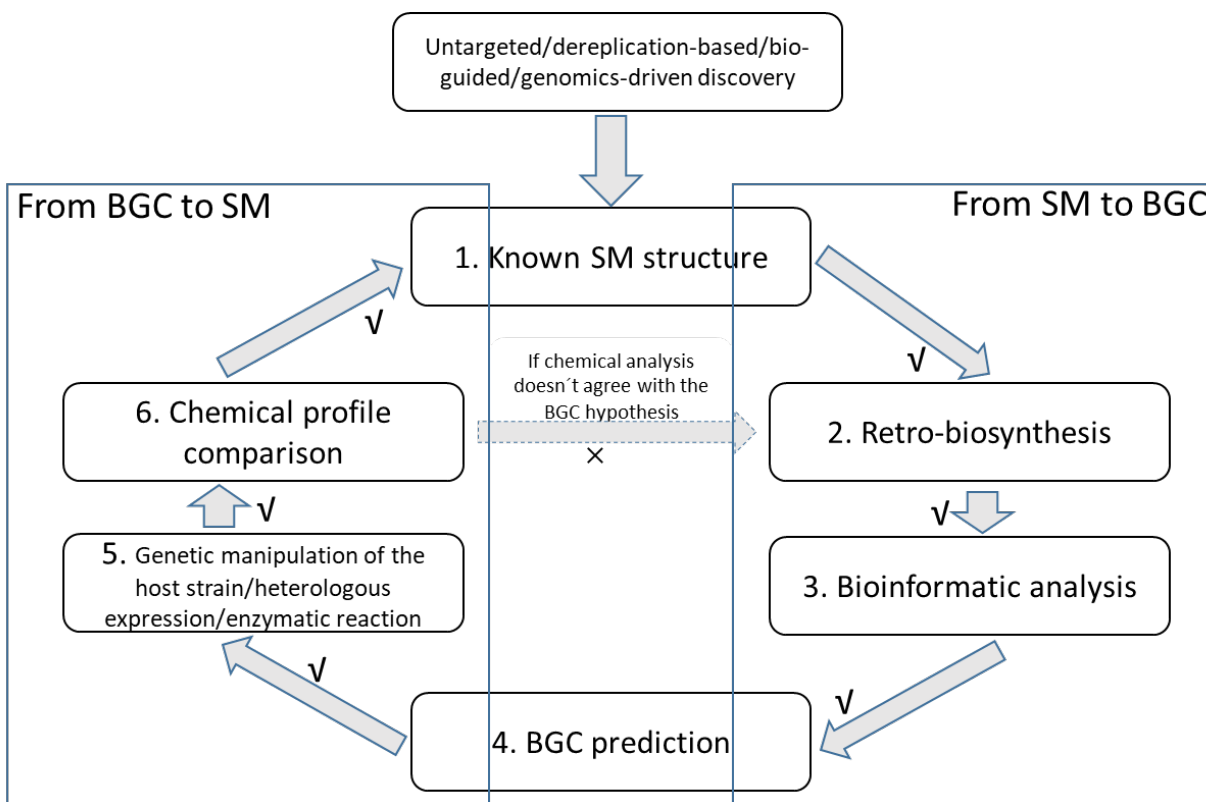 Untargeted/dereplication-based/bio-
guided/genomics-driven discovery
From BGC to SM
From SM to BGC
1. Known SM structure
√
√
If chemical analysis
doesn´t agree with the
BGC hypothesis
×
6. Chemical profile
comparison
2. Retro-biosynthesis
√
√
5. Genetic manipulation of the
host strain/heterologous
expression/enzymatic reaction
3. Bioinformatic analysis
√
√
4. BGC prediction